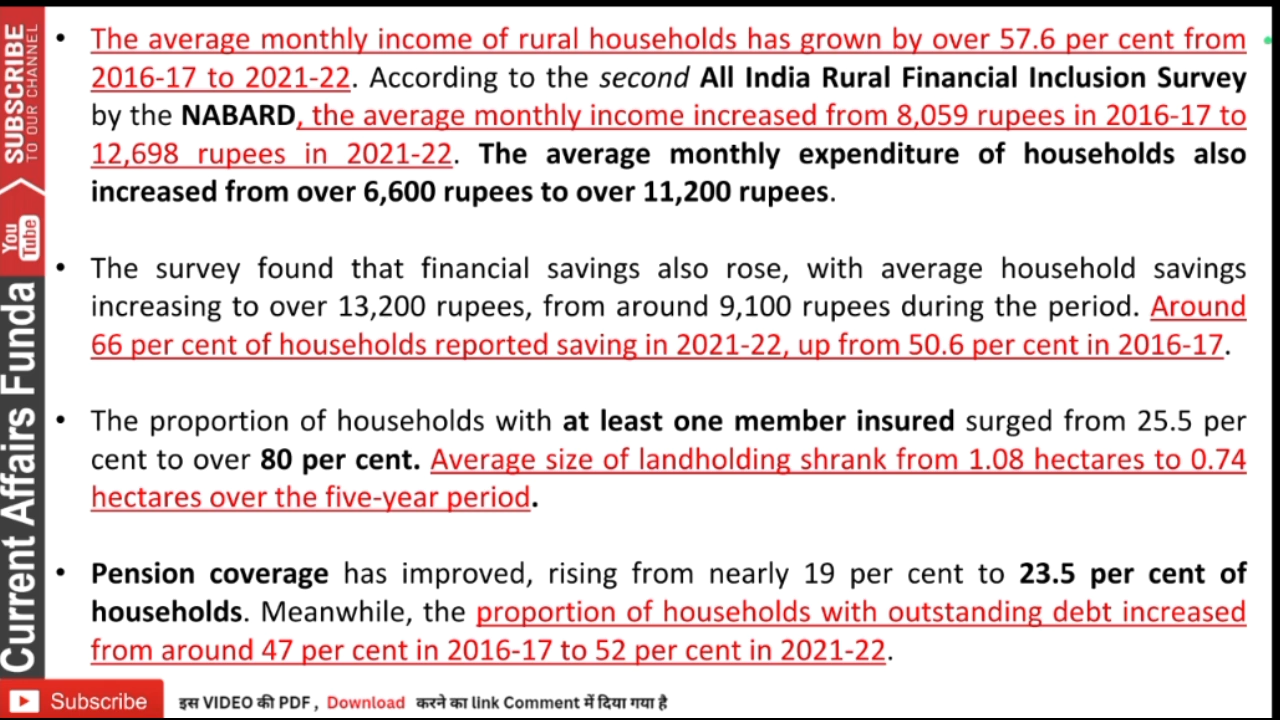 • The average monthly income of rural households has grown by over 57.6 per cent from
2016-17 to 2021-22. According to the second All India Rural Financial Inclusion Survey
by the NABARD, the average monthly income increased from 8,059 rupees in 2016-17 to
12,698 rupees in 2021-22. The average monthly expenditure of households also
increased from over 6,600 rupees to over 11,200 rupees.
• The survey found that financial savings also rose, with average household savings
increasing to over 13,200 rupees, from around 9,100 rupees during the period. Around
66 per cent of households reported saving in 2021-22, up from 50.6 per cent in 2016-17.
• The proportion of households with at least one member insured surged from 25.5 per
cent to over 80 per cent. Average size of landholding shrank from 1.08 hectares to 0.74
hectares over the five-year period.
• Pension coverage has improved, rising from nearly 19 per cent to 23.5 per cent of
households. Meanwhile, the proportion of households with outstanding debt increased
from around 47 per cent in 2016-17 to 52 per cent in 2021-22.
SUBSCRIBE
TO OUR CHANNEL
You
Tube
Current Affairs Funda
Subscribe
इस VIDEO की PDF , Download करने का link Comment में दिया गया है